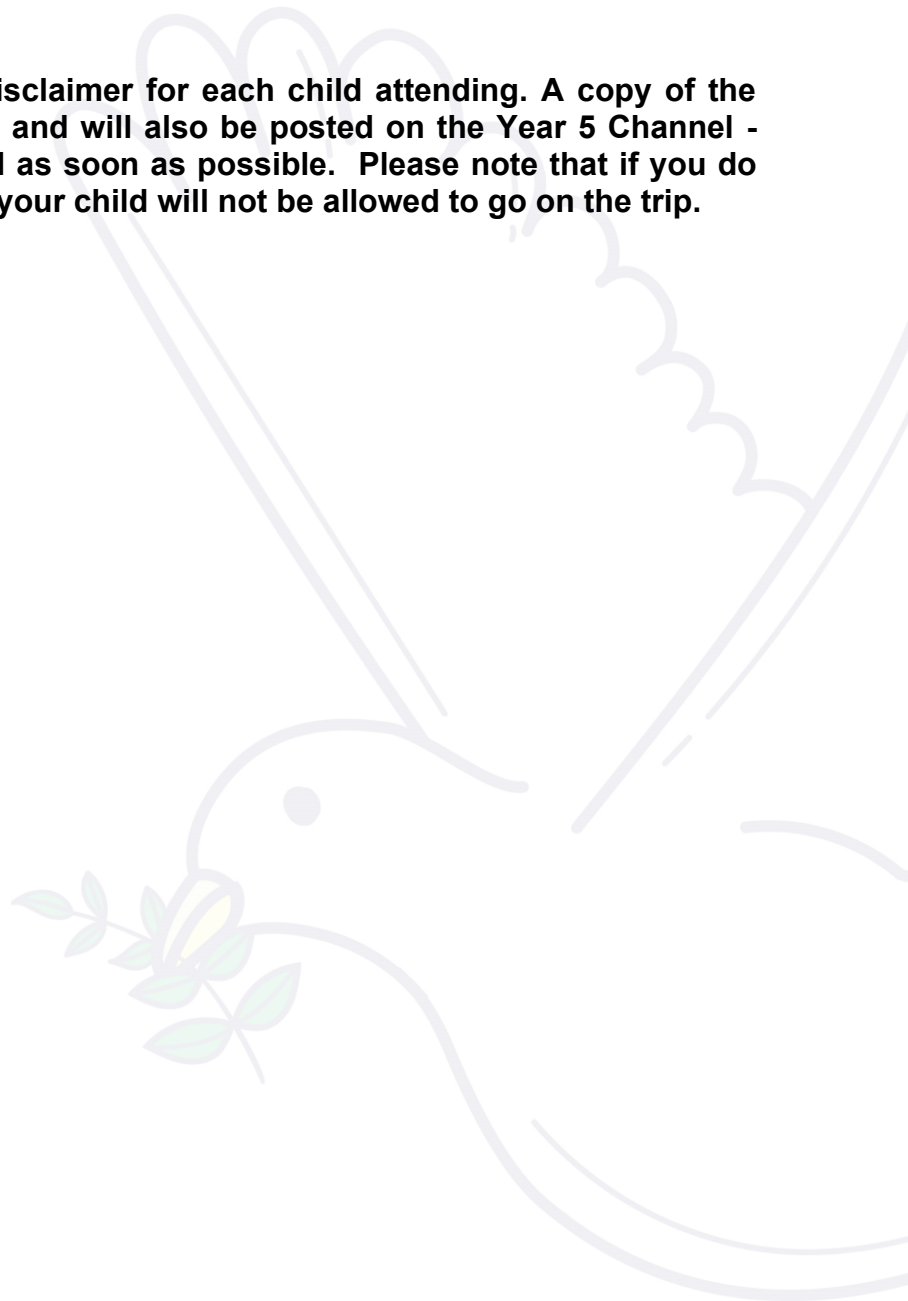 isclaimer for each child attending. A copy of the
and will also be posted on the Year 5 Channel -
as soon as possible. Please note that if you do
your child will not be allowed to go on the trip.